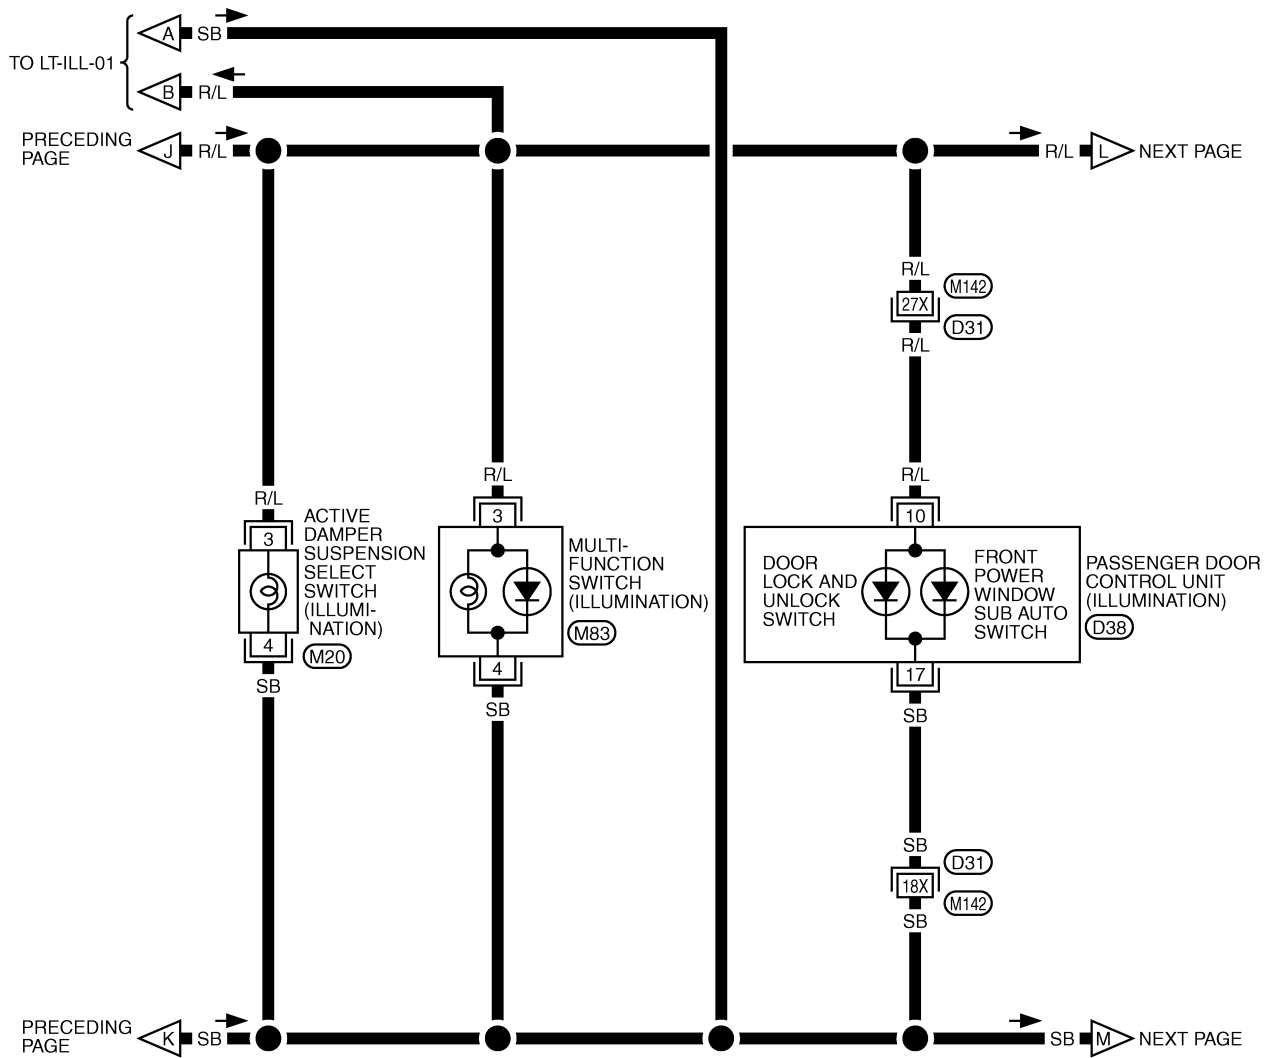 A SB
TO LT-ILL-01
B R/L
PRECEDING
PAGE
J R/L
R/L L NEXT PAGE
R/L
27X
M142
D31
R/L
R/L
3
ACTIVE
DAMPER
SUSPENSION
SELECT
SWITCH
(ILLUMI-
NATION)
4
M20
SB
R/L
3
MULTI-
FUNCTION
SWITCH
(ILLUMINATION)
M83
4
SB
R/L
10
DOOR
LOCK AND
UNLOCK
SWITCH
FRONT
POWER
WINDOW
SUB AUTO
SWITCH
PASSENGER DOOR
CONTROL UNIT
(ILLUMINATION)
D38
17
SB
SB
D31
18X
M142
SB
PRECEDING
PAGE
K SB
SB M NEXT PAGE